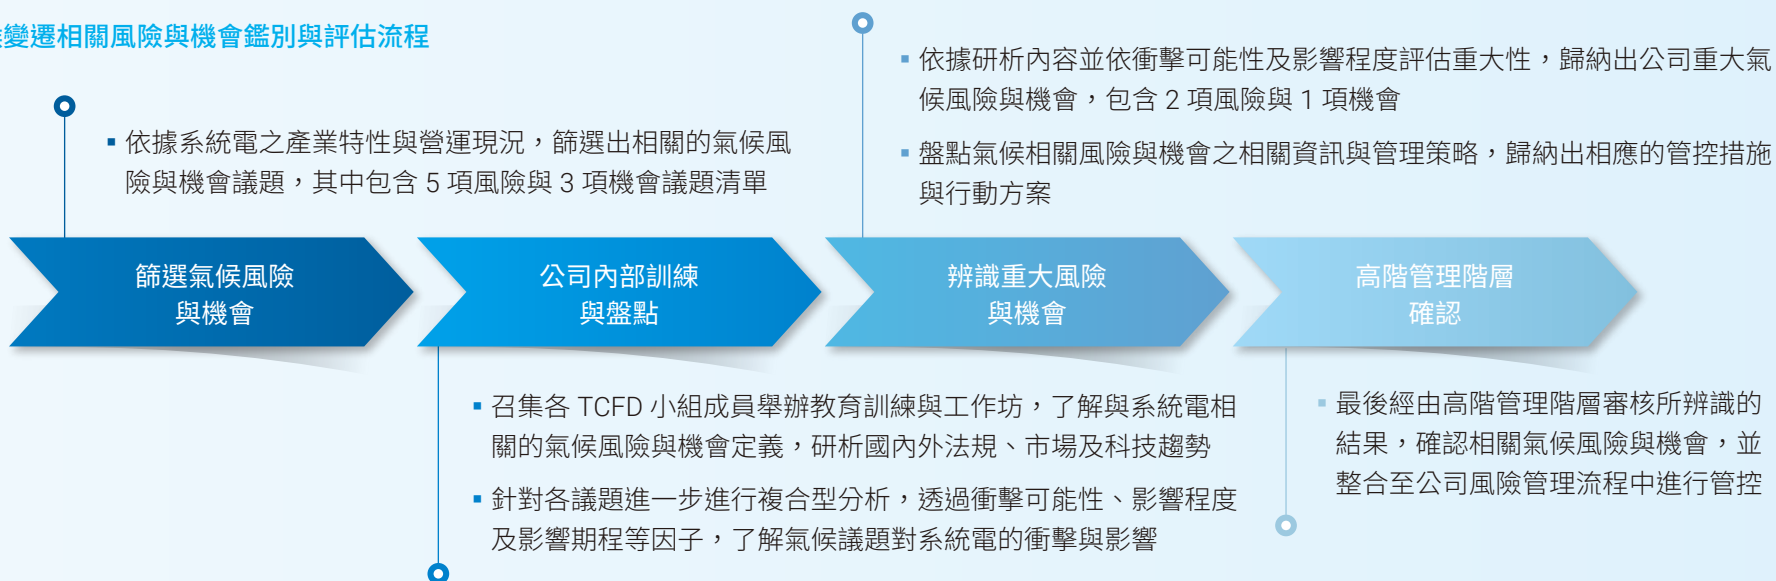 變遷相關風險與機會鑑別與評估流程
▪ 依據系統電之產業特性與營運現況，篩選出相關的氣候風
險與機會議題，其中包含 5 項風險與 3 項機會議題清單
▪ 依據研析內容並依衝擊可能性及影響程度評估重大性，歸納出公司重大氣
候風險與機會，包含 2 項風險與 1 項機會
▪ 盤點氣候相關風險與機會之相關資訊與管理策略，歸納出相應的管控措施
與行動方案
篩選氣候風險
與機會
公司內部訓練
與盤點
辨識重大風險
與機會
高階管理階層
確認
▪ 召集各 TCFD 小組成員舉辦教育訓練與工作坊，了解與系統電相
關的氣候風險與機會定義，研析國內外法規、市場及科技趨勢
▪ 針對各議題進一步進行複合型分析，透過衝擊可能性、影響程度
及影響期程等因子，了解氣候議題對系統電的衝擊與影響
▪ 最後經由高階管理階層審核所辨識的
結果，確認相關氣候風險與機會，並
整合至公司風險管理流程中進行管控